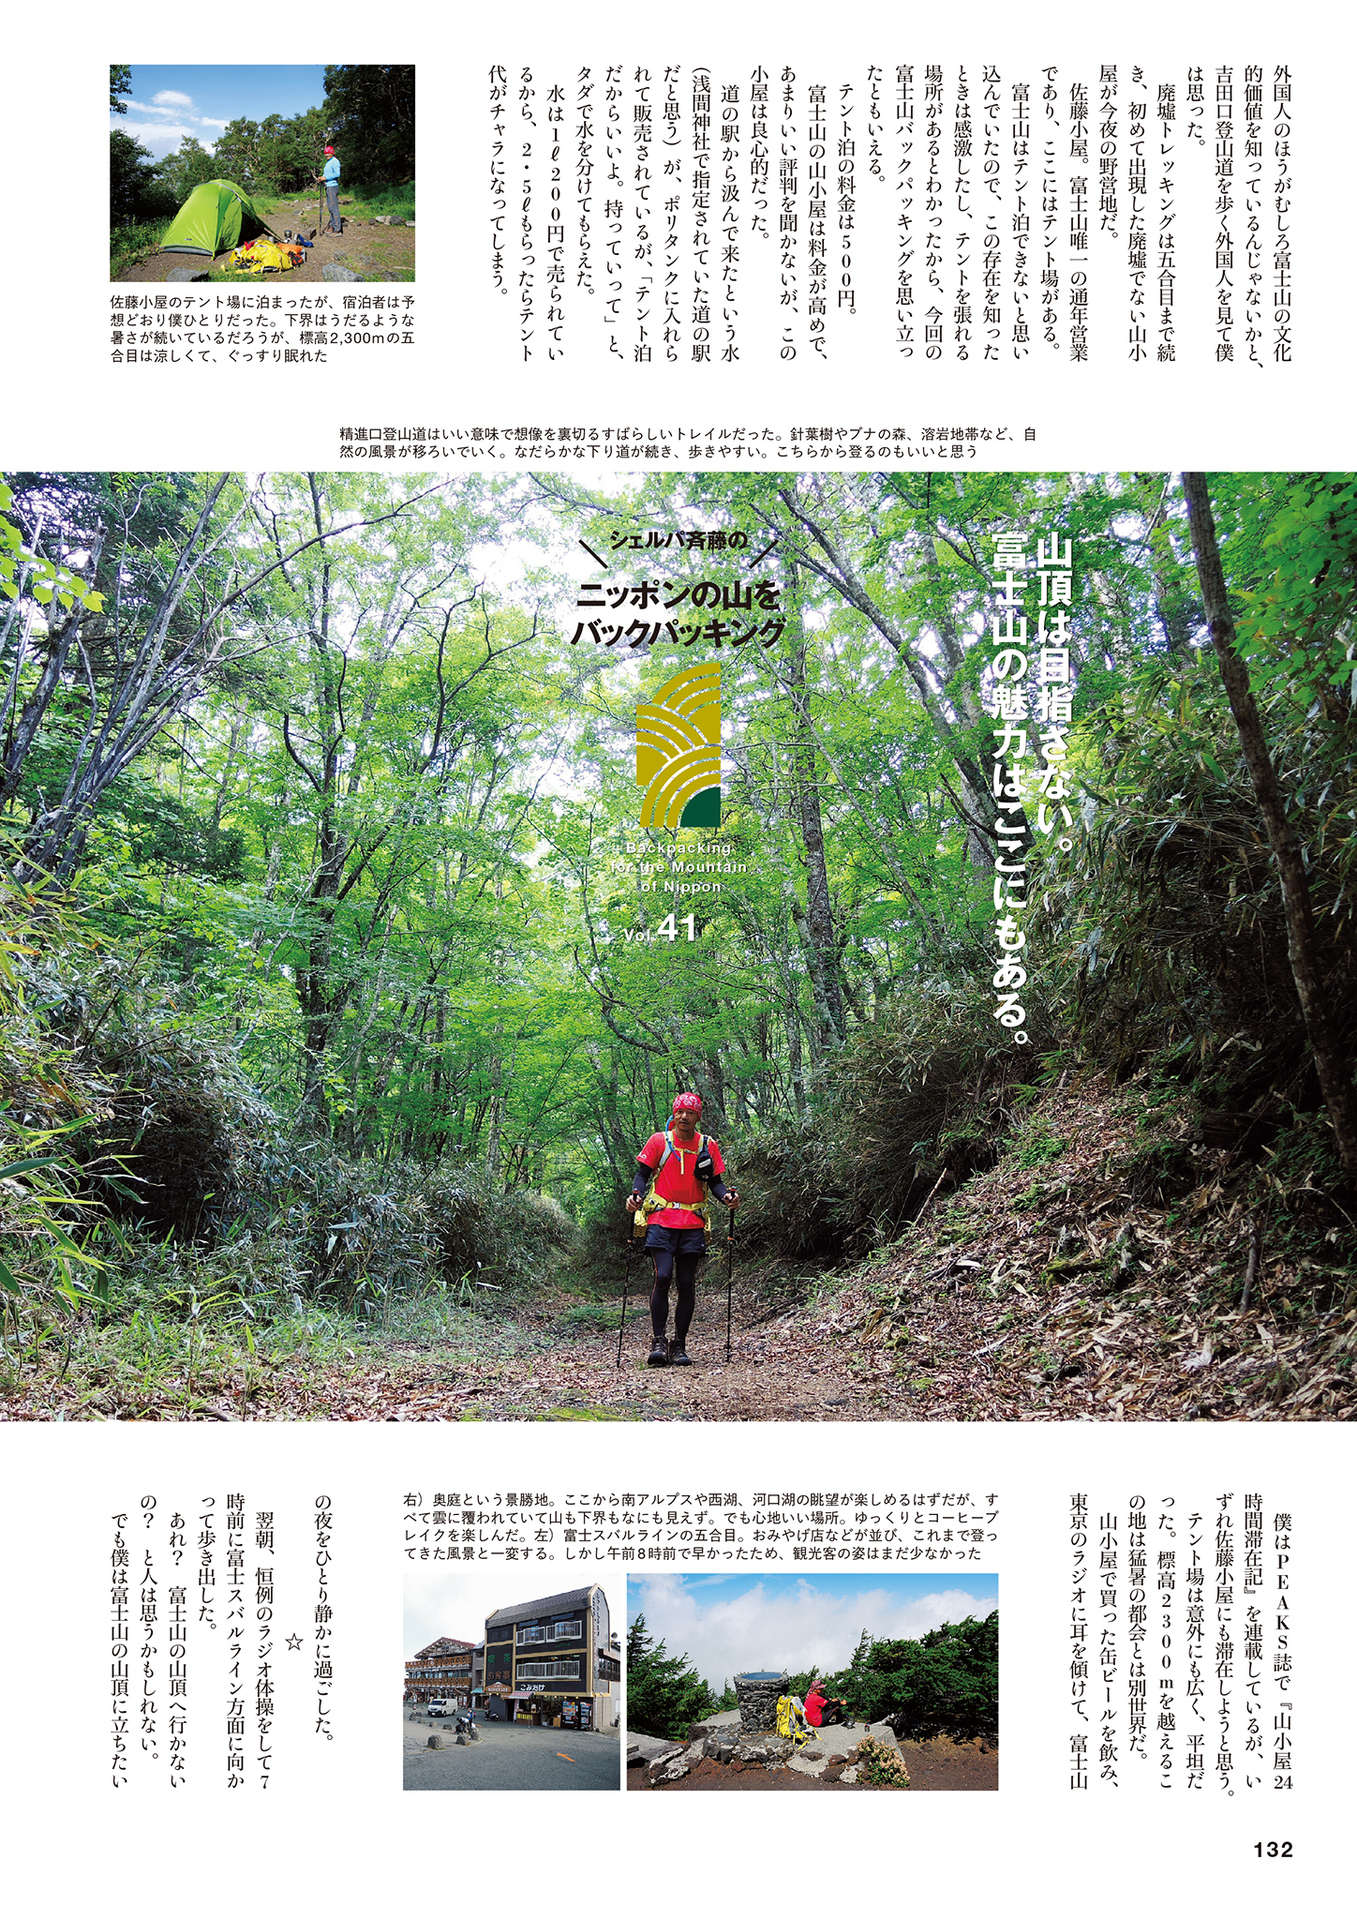 外国人のほうがむしろ富士山の文化
的価値を知っているんじゃないかと、
吉田口登山道を歩く外国人を見て僕
は思った。
廃墟トレッキングは五合目まで続
き、初めて出現した廃墟でない山小
屋が今夜の野営地だ。
佐藤小屋。富士山唯一の通年営業
であり、ここにはテント場がある。
富士山はテント泊できないと思い
込んでいたので、この存在を知った
ときは感激したし、テントを張れる
場所があるとわかったから、今回の
富士山バックパッキングを思い立っ
たともいえる。
テント泊の料金は500円。
富士山の山小屋は料金が高めで、
あまりいい評判を聞かないが、この
小屋は良心的だった。
道の駅から汲んで来たという水
(浅間神社で指定されていた道の駅
だと思う)が、ポリタンクに入れら
れて販売されているが、「テント泊
だからいいよ。持っていって」と、
タダで水を分けてもらえた。
水は1ℓ200円で売られてい
るから、2・5ℓもらったらテント
代がチャラになってしまう。
佐藤小屋のテント場に泊まったが、宿泊者は予
想どおり僕ひとりだった。下界はうだるような
暑さが続いているだろうが、標高2,300mの五
合目は涼しくて、ぐっすり眠れた
精進口登山道はいい意味で想像を裏切るすばらしいトレイルだった。針葉樹やブナの森、溶岩地帯など、自
然の風景が移ろいでいく。なだらかな下り道が続き、歩きやすい。こちらから登るのもいいと思う
山頂は目指さない。
富士山の魅力はここにもある。
シェルパ斉藤の
ニッポンの山を
バックパッキング
Backpacking
for the Mountain
of Nippon
Vol.41
僕はPEAKS誌で『山小屋24
時間滞在記』を連載しているが、い
ずれ佐藤小屋にも滞在しようと思う。
テント場は意外にも広く、平坦だ
った。標高2300mを越えるこ
の地は猛暑の都会とは別世界だ。
山小屋で買った缶ビールを飲み、
東京のラジオに耳を傾けて、富士山
右）奥庭という景勝地。ここから南アルプスや西湖、河口湖の眺望が楽しめるはずだが、す
べて雲に覆われていて山も下界もなにも見えず。でも心地いい場所。ゆっくりとコーヒーブ
レイクを楽しんだ。左）富士スバルラインの五合目。おみやげ店などが並び、これまで登っ
てきた風景と一変する。しかし午前8時前で早かったため、観光客の姿はまだ少なかった
こみたけ
の夜をひとり静かに過ごした。
☆
翌朝、恒例のラジオ体操をして7
時前に富士スバルライン方面に向か
って歩き出した。
あれ？　富士山の山頂へ行かない
の？　と人は思うかもしれない。
でも僕は富士山の山頂に立ちたい
132